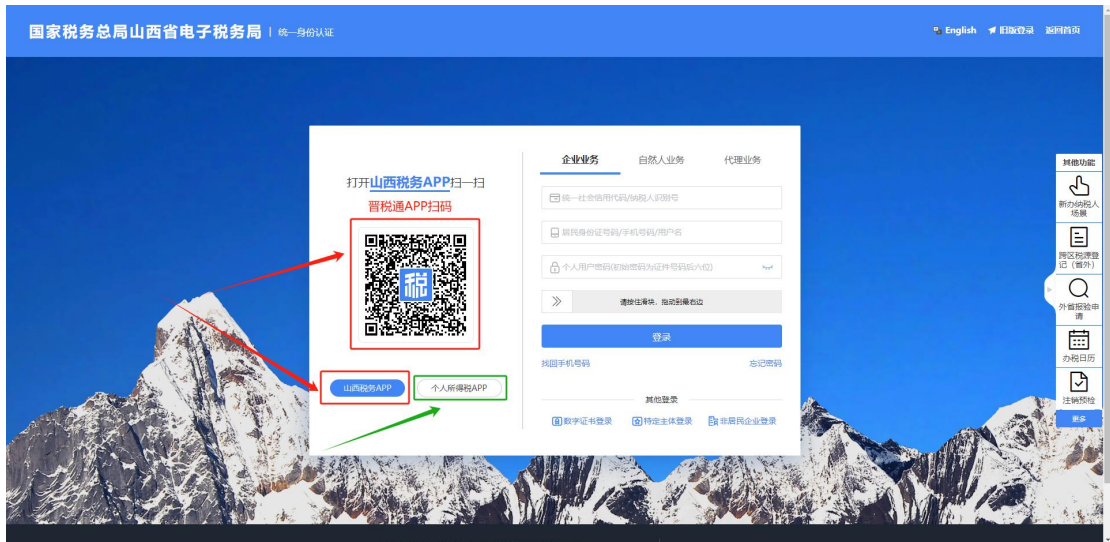 国家税务总局山西省电子税务局 | 统一身份认证
English 旧版登录 返回首页
打开山西税务APP扫一扫
晋税通APP扫码
税
山西税务APP 个人所得税APP
企业业务 自然人业务 代理业务
统一社会信用代码/纳税人识别号
居民身份证号码/手机号码/用户名
个人用户密码(初始密码为证件号码后六位)
请按住滑块，拖动到最右边
登录
找回手机号码 忘记密码
其他登录
数字证书登录 特定主体登录 非居民企业登录
其他功能
新办纳税人
场景
跨区税源登
记（省外）
外省报验申
请
办税日历
注销预检
更多